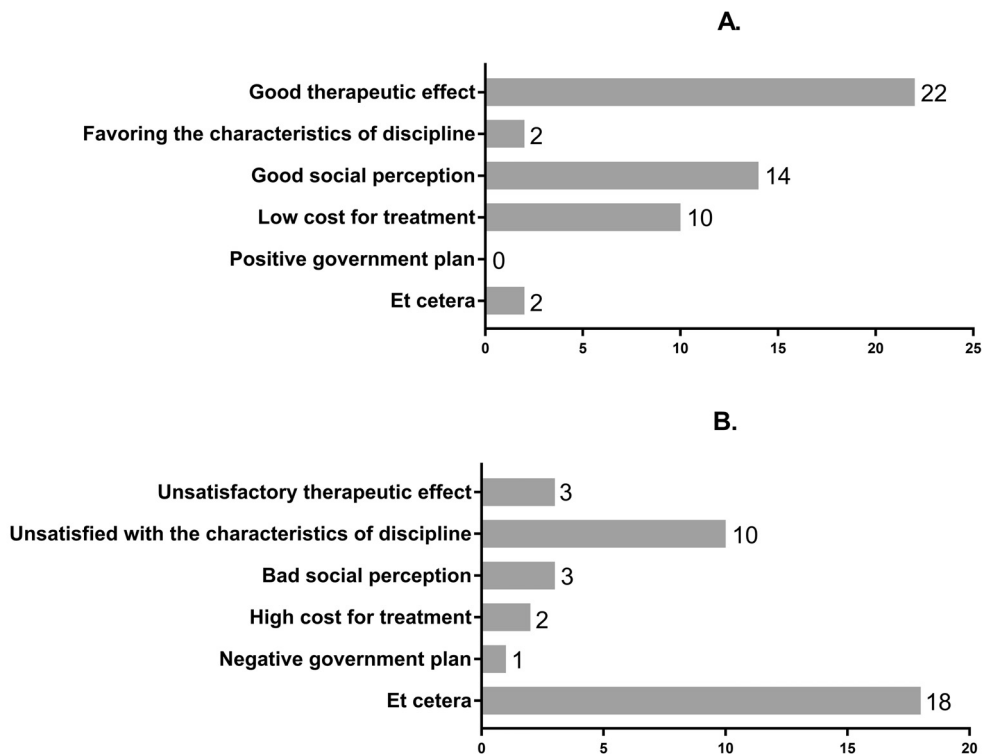 A.
Good therapeutic effect 22
Favoring the characteristics of discipline 2
Good social perception 14
Low cost for treatment 10
Positive government plan 0
Et cetera 2
0 5 10 15 20 25
B.
Unsatisfactory therapeutic effect 3
Unsatisfied with the characteristics of discipline 10
Bad social perception 3
High cost for treatment 2
Negative government plan 1
Et cetera 18
0 5 10 15 20